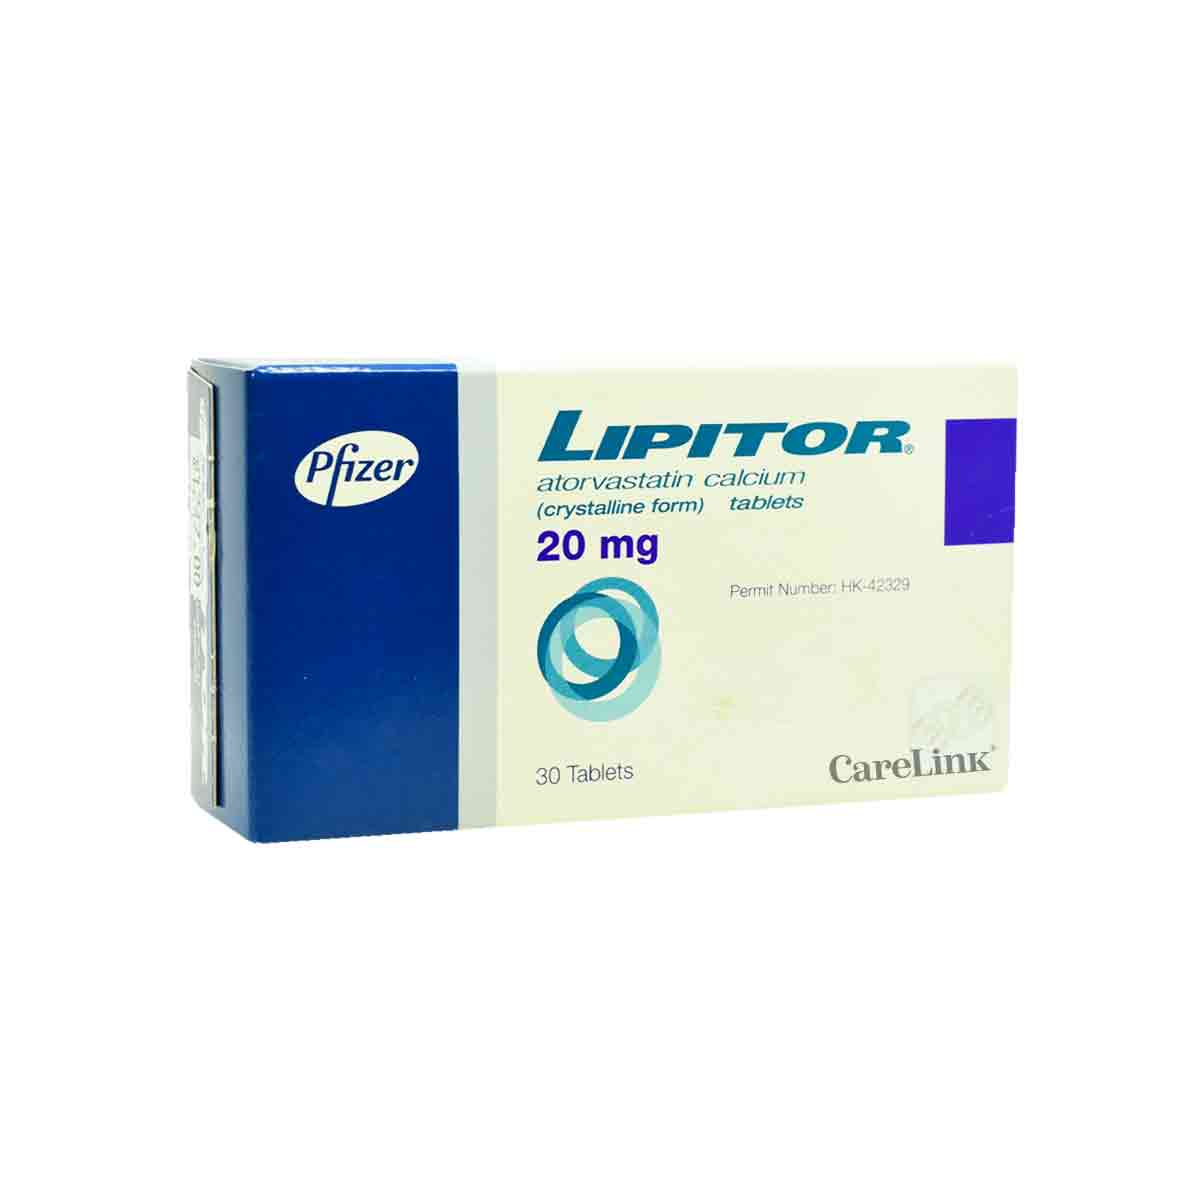 Pfizer
LIPITOR®
atorvastatin calcium
(crystalline form) tablets
20 mg
Permit Number: HK-42329
30 Tablets
CareLink®